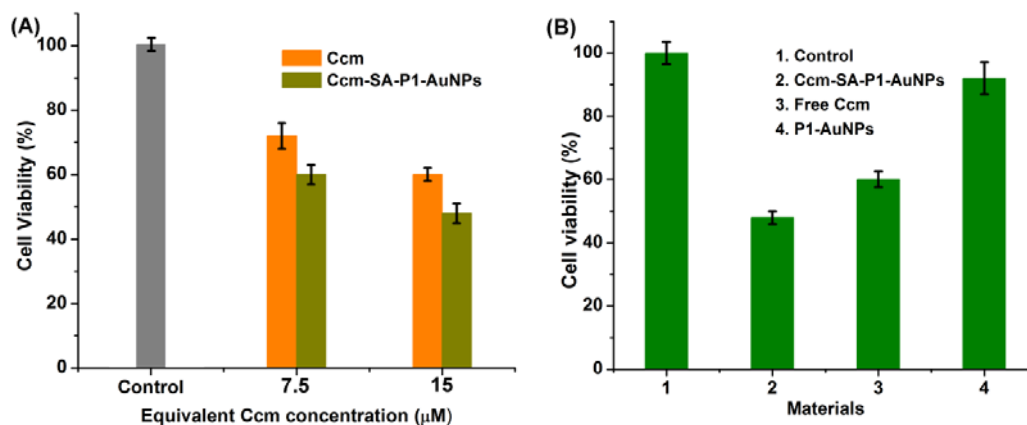 (A)
Cell Viability (%)
100
80
60
40
20
0
Ccm
Ccm-SA-P1-AuNPs
Control
7.5
15
Equivalent Ccm concentration (μM)
(B)
Cell viability (%)
100
80
60
40
20
0
1. Control
2. Ccm-SA-P1-AuNPs
3. Free Ccm
4. P1-AuNPs
1
2
3
4
Materials